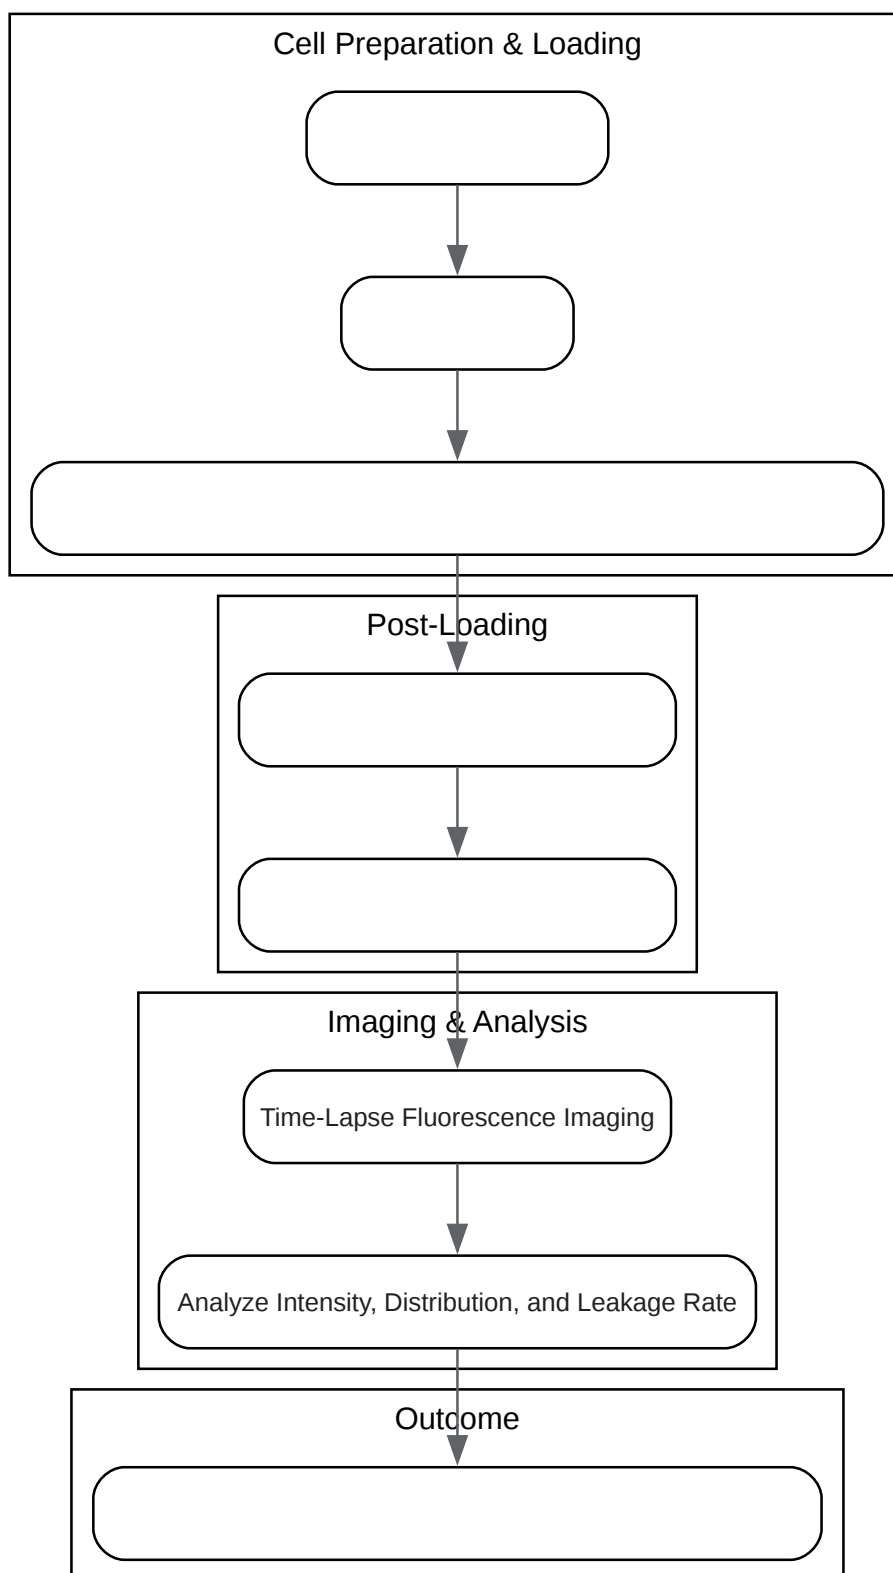 Cell Preparation & Loading
Post-Loading
Imaging & Analysis
Time-Lapse Fluorescence Imaging
Analyze Intensity, Distribution, and Leakage Rate
Outcome